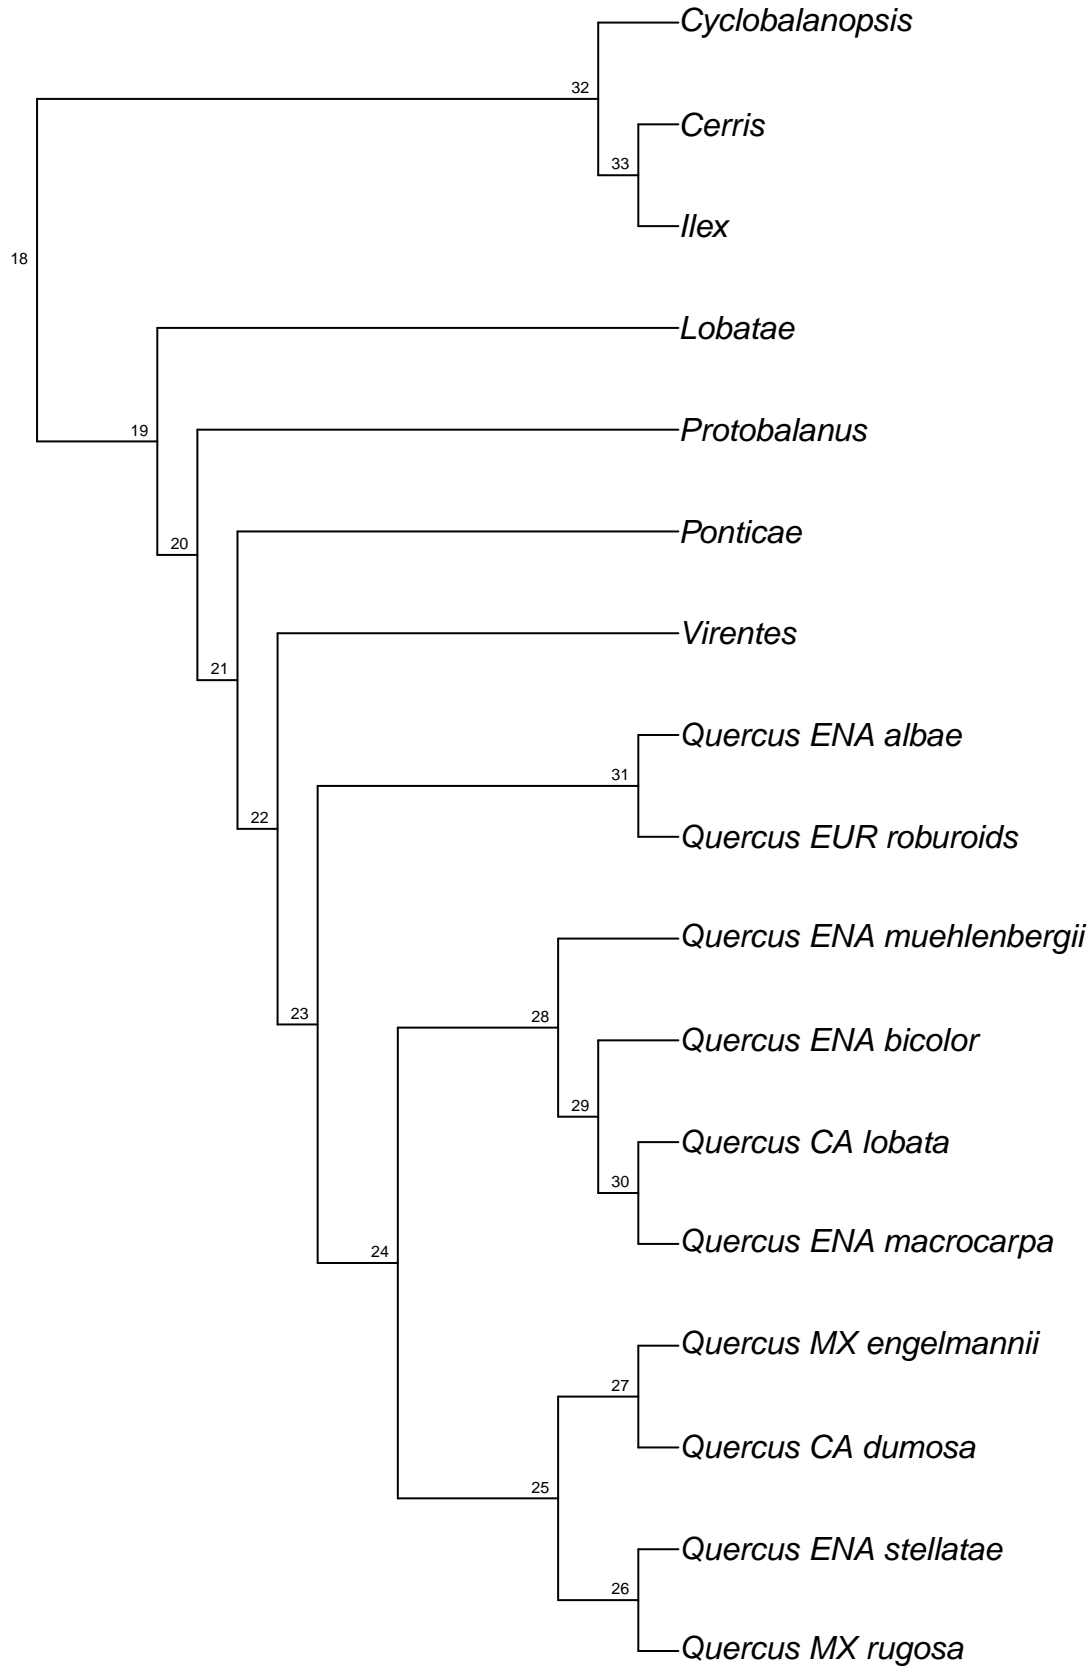 Cyclobalanopsis
32
Cerris
33
Ilex
18
Lobatae
Protobalanus
19
Ponticae
20
Virentes
21
Quercus ENA albae
31
22
Quercus EUR roburoids
Quercus ENA muehlenbergii
23
28
Quercus ENA bicolor
29
Quercus CA lobata
30
Quercus ENA macrocarpa
24
Quercus MX engelmannii
27
Quercus CA dumosa
25
Quercus ENA stellatae
26
Quercus MX rugosa